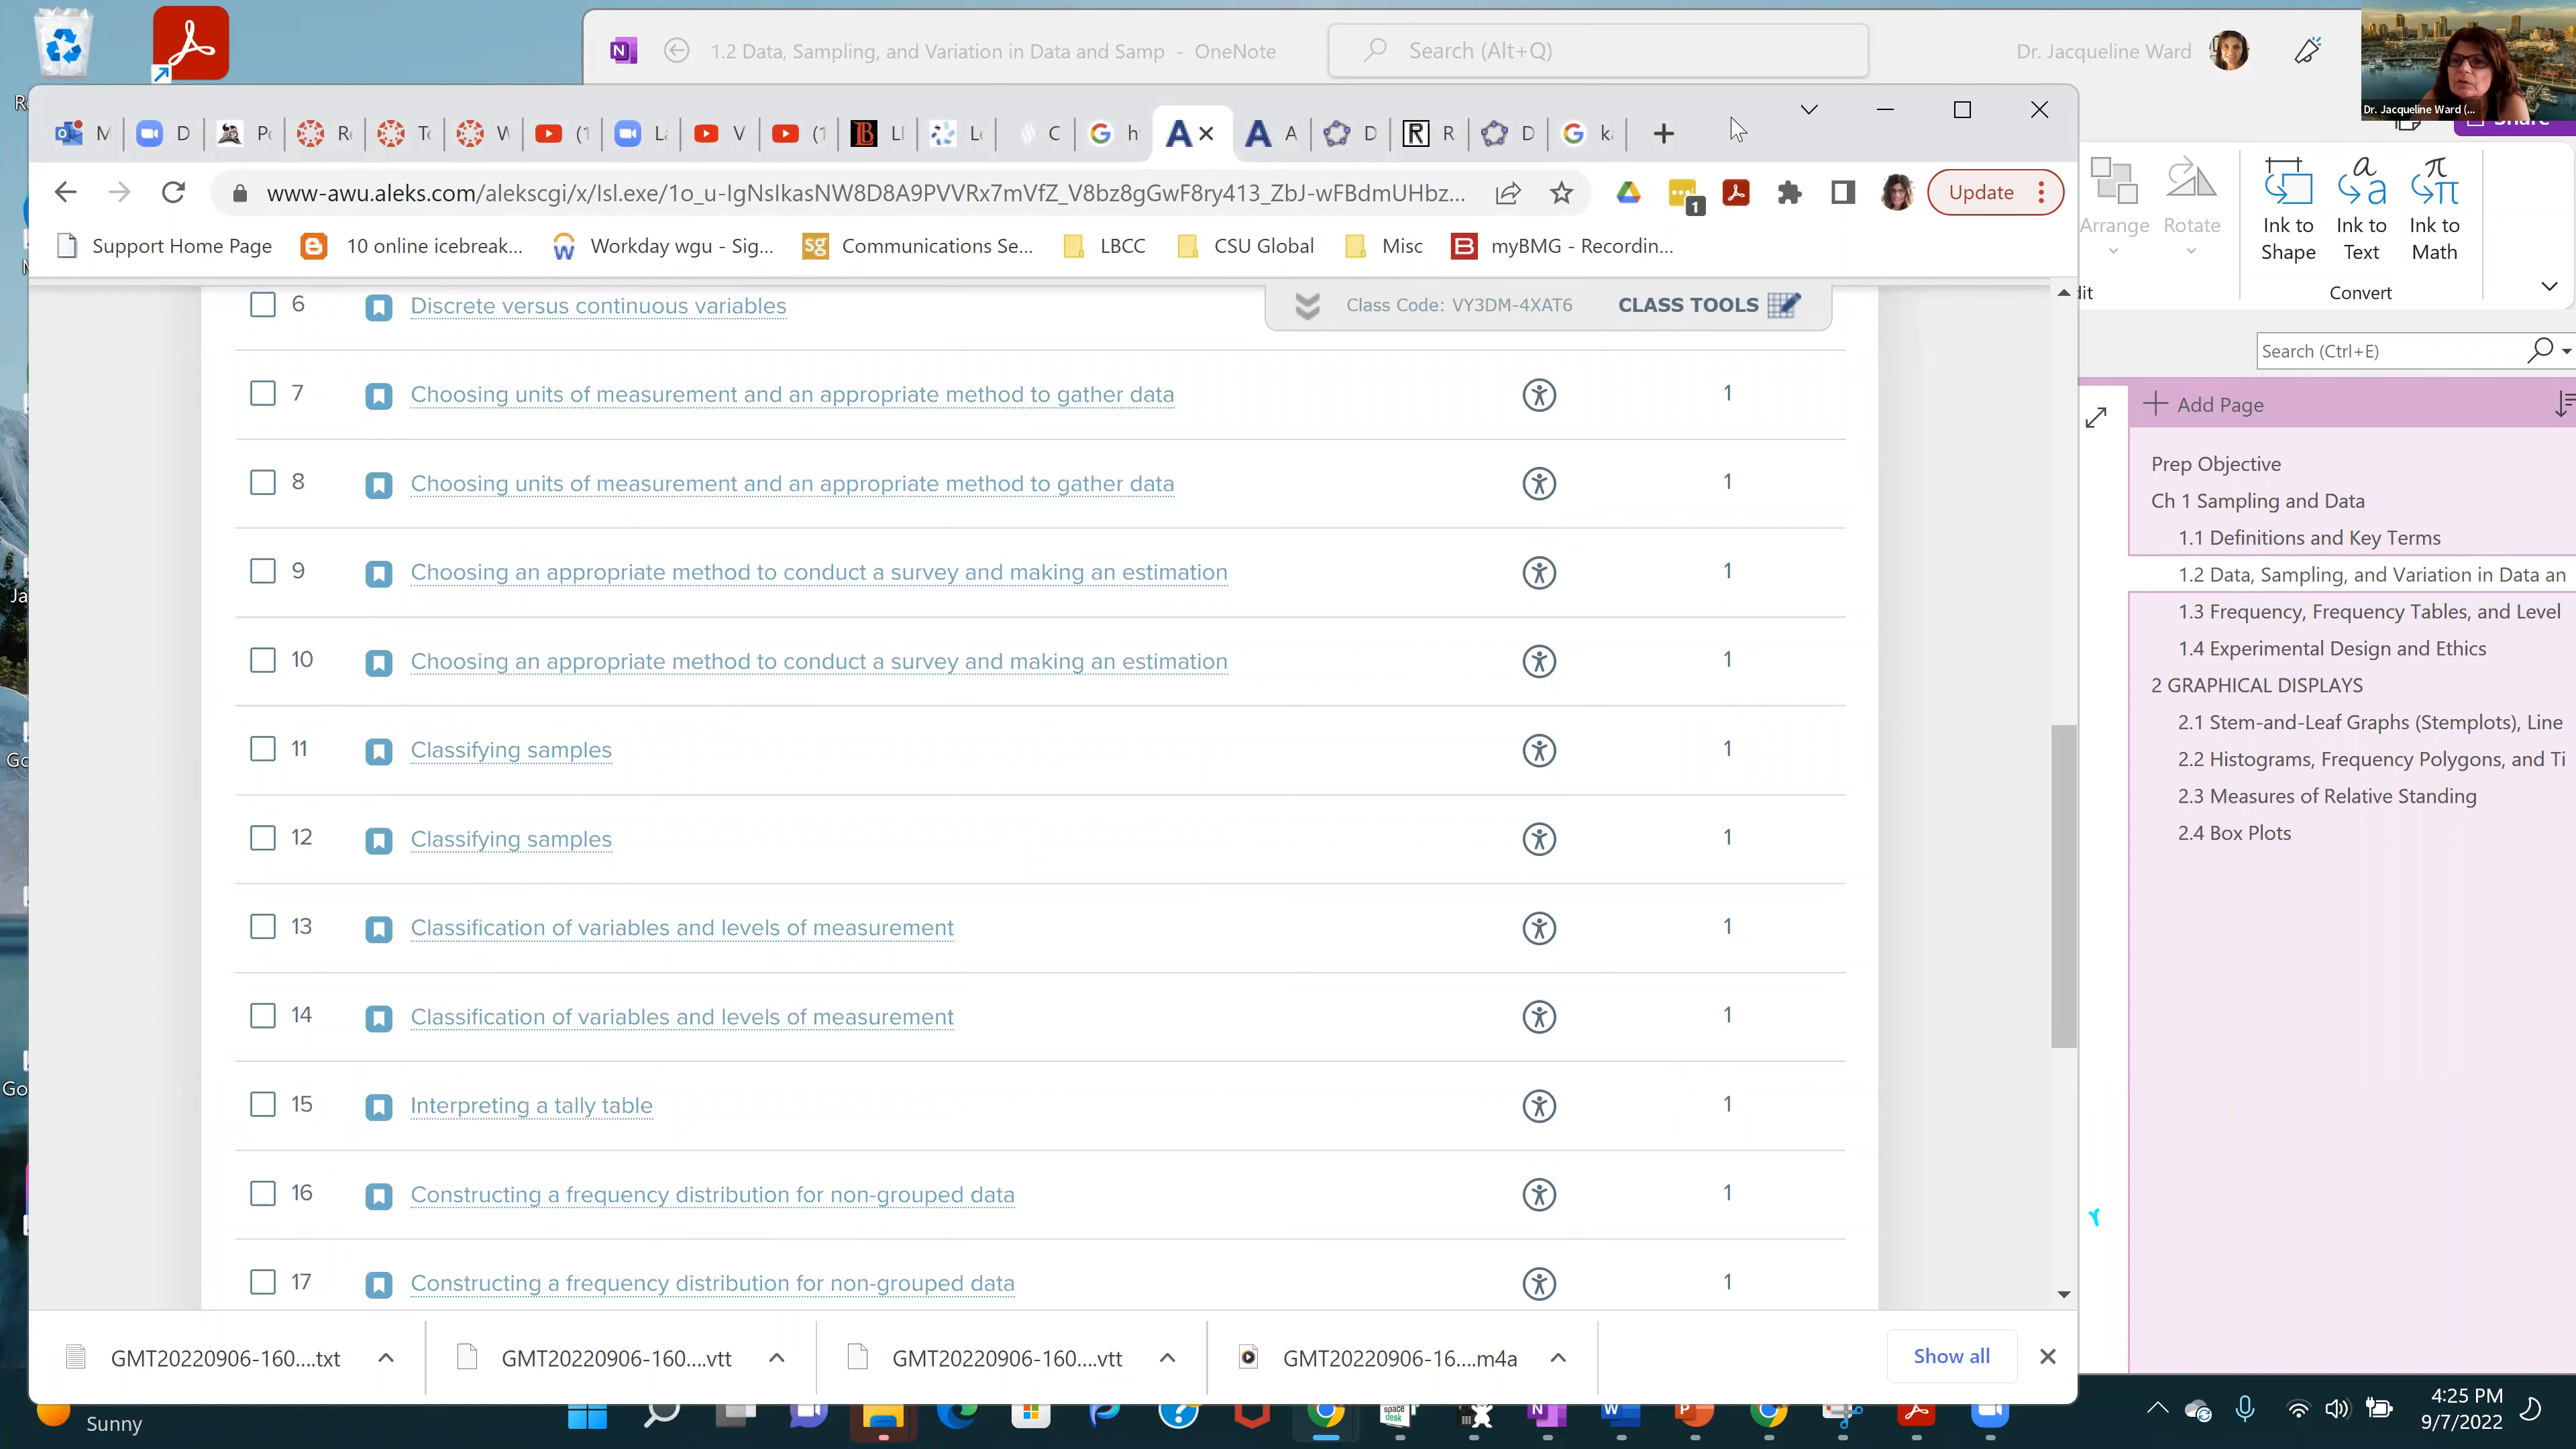 1.2 Data, Sampling, and Variation in Data and Samp - OneNote
Search (Alt+Q)
Dr. Jacqueline Ward
Dr. Jacqueline Ward (...
www-awu.aleks.com/alekscgi/x/Isl.exe/1o_u-IgNsIkasNW8D8A9PVVRx7mVfZ_V8bz8gGwF8ry413_ZbJ-wFBdmUHbz...
1
Update
Support Home Page
10 online icebreak...
Workday wgu - Sig...
Communications Se...
LBCC
CSU Global
Misc
myBMG - Recordin...
Arrange
Rotate
Ink to Shape
Ink to Text
Ink to Math
Convert
Search (Ctrl+E)
6 Discrete versus continuous variables
Class Code: VY3DM-4XAT6 CLASS TOOLS
7 Choosing units of measurement and an appropriate method to gather data 1
8 Choosing units of measurement and an appropriate method to gather data 1
9 Choosing an appropriate method to conduct a survey and making an estimation 1
10 Choosing an appropriate method to conduct a survey and making an estimation 1
11 Classifying samples 1
12 Classifying samples 1
13 Classification of variables and levels of measurement 1
14 Classification of variables and levels of measurement 1
15 Interpreting a tally table 1
16 Constructing a frequency distribution for non-grouped data 1
17 Constructing a frequency distribution for non-grouped data 1
Add Page
Prep Objective
Ch 1 Sampling and Data
1.1 Definitions and Key Terms
1.2 Data, Sampling, and Variation in Data an
1.3 Frequency, Frequency Tables, and Level
1.4 Experimental Design and Ethics
2 GRAPHICAL DISPLAYS
2.1 Stem-and-Leaf Graphs (Stemplots), Line
2.2 Histograms, Frequency Polygons, and Ti
2.3 Measures of Relative Standing
2.4 Box Plots
GMT20220906-160....txt
GMT20220906-160....vtt
GMT20220906-160....vtt
GMT20220906-16....m4a
Show all
Sunny
4:25 PM
9/7/2022